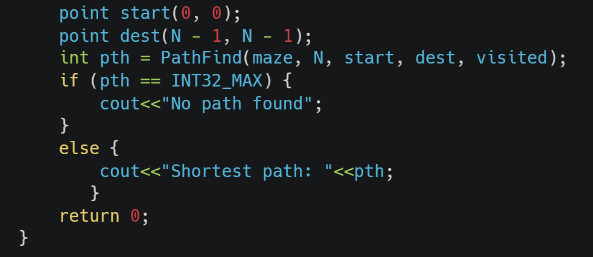 point start(0, 0);
point dest(N - 1, N - 1);
int pth = PathFind(maze, N, start, dest, visited);
if (pth == INT32_MAX) {
cout<<"No path found";
}
else {
cout<<"Shortest path: "<<pth;
}
return 0;
}